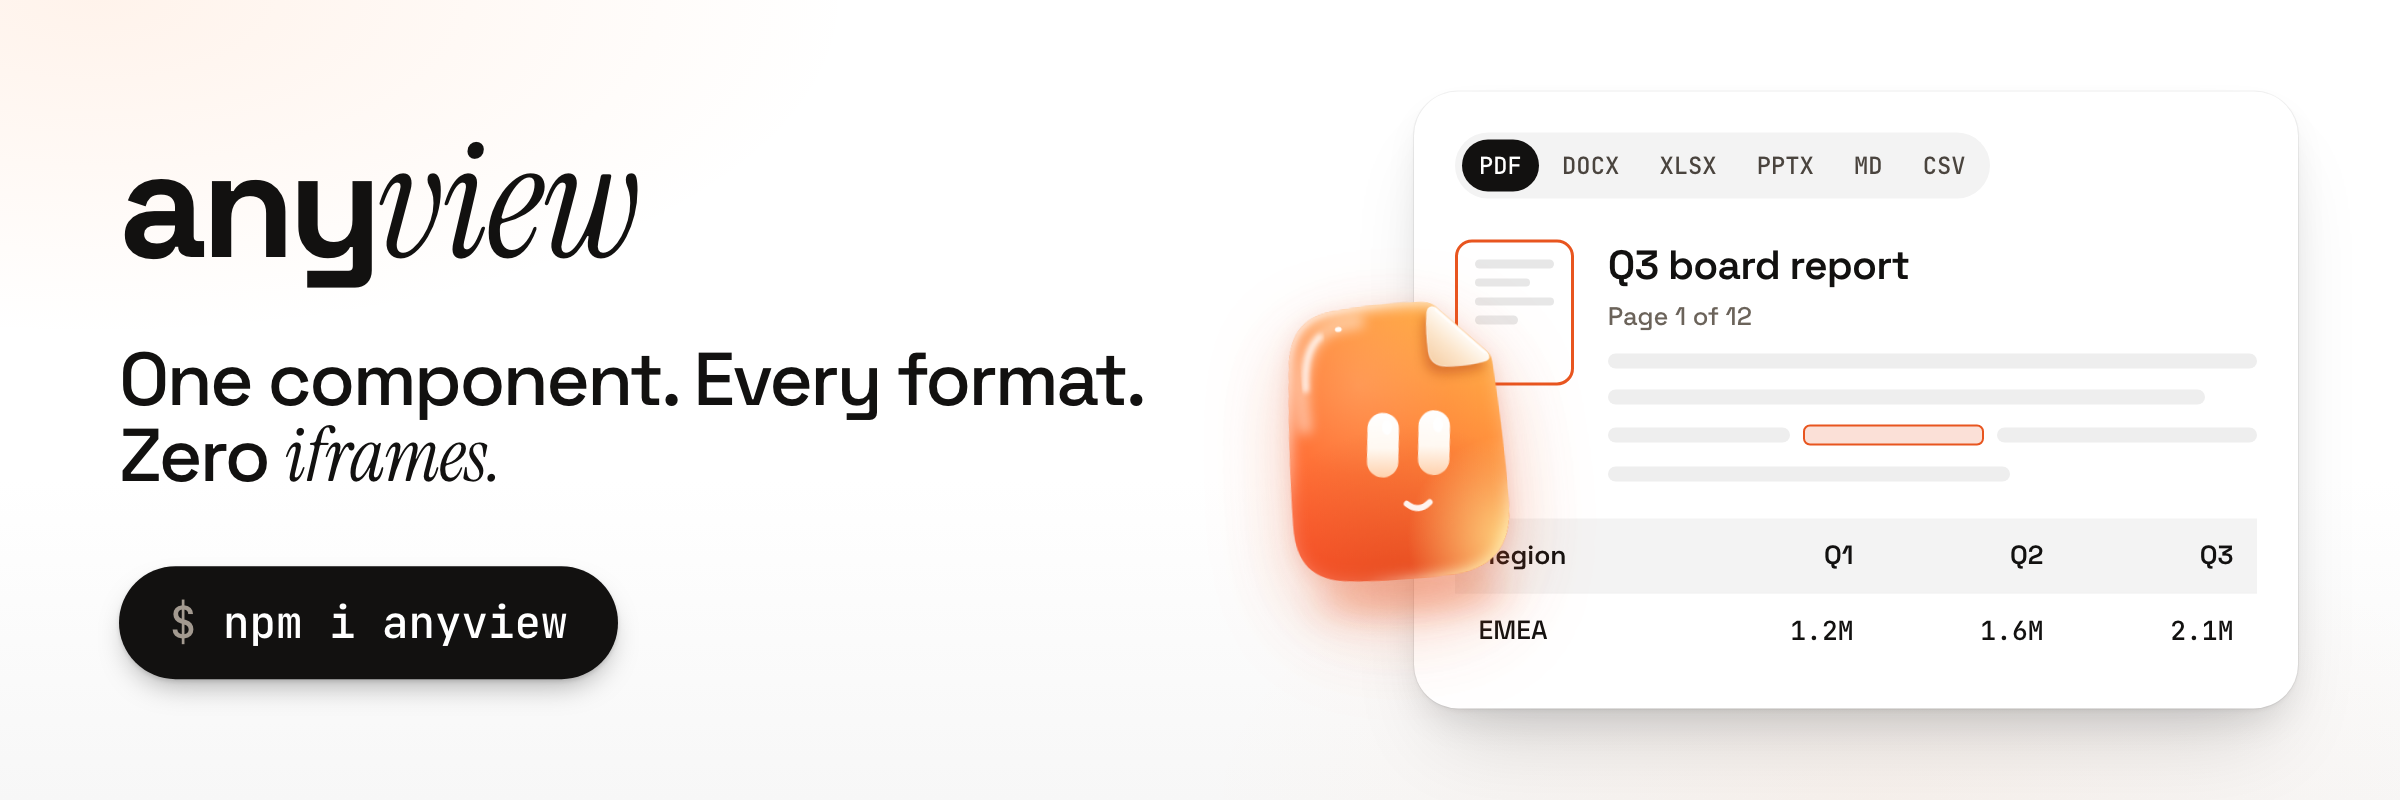 anyview
One component. Every format.
Zero iframes.
$ npm i anyview
PDF DOCX XLSX PPTX MD CSV
Q3 board report
Page 1 of 12
Q1 Q2 Q3
EMEA 1.2M 1.6M 2.1M